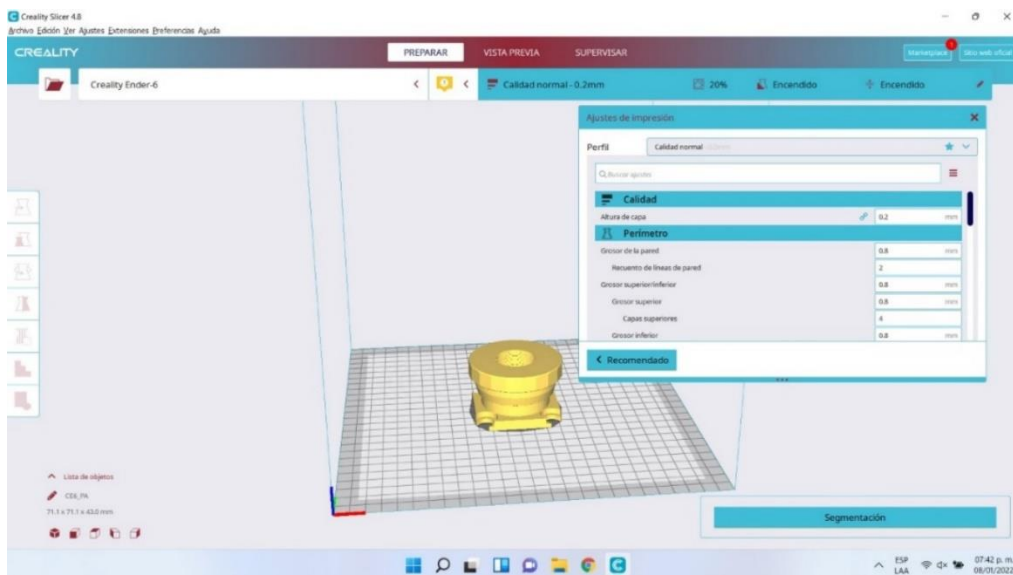 Creality Slicer 4.8
Archivo Edición Ver Ajustes Extensiones Preferencias Ayuda
CREALITY
PREPARAR VISTA PREVIA SUPERVISAR
Marketplace 1 Sitio web oficial
Creality Ender-6
Calidad normal - 0.2mm 20% Encendido Encendido
Ajustes de impresión
Perfil Calidad normal
Buscar ajustes
Calidad
Altura de capa 0.2 mm
Perímetro
Grosor de la pared 0.8 mm
Recuento de líneas de pared 2
Grosor superior/inferior 0.8 mm
Grosor superior 0.8 mm
Capas superiores 4
Grosor inferior 0.8 mm
Recomendado
Lista de objetos
71.1 x 71.1 x 43.0 mm
Segmentación
ESP
LAA
07:42 p. m.
08/01/2022